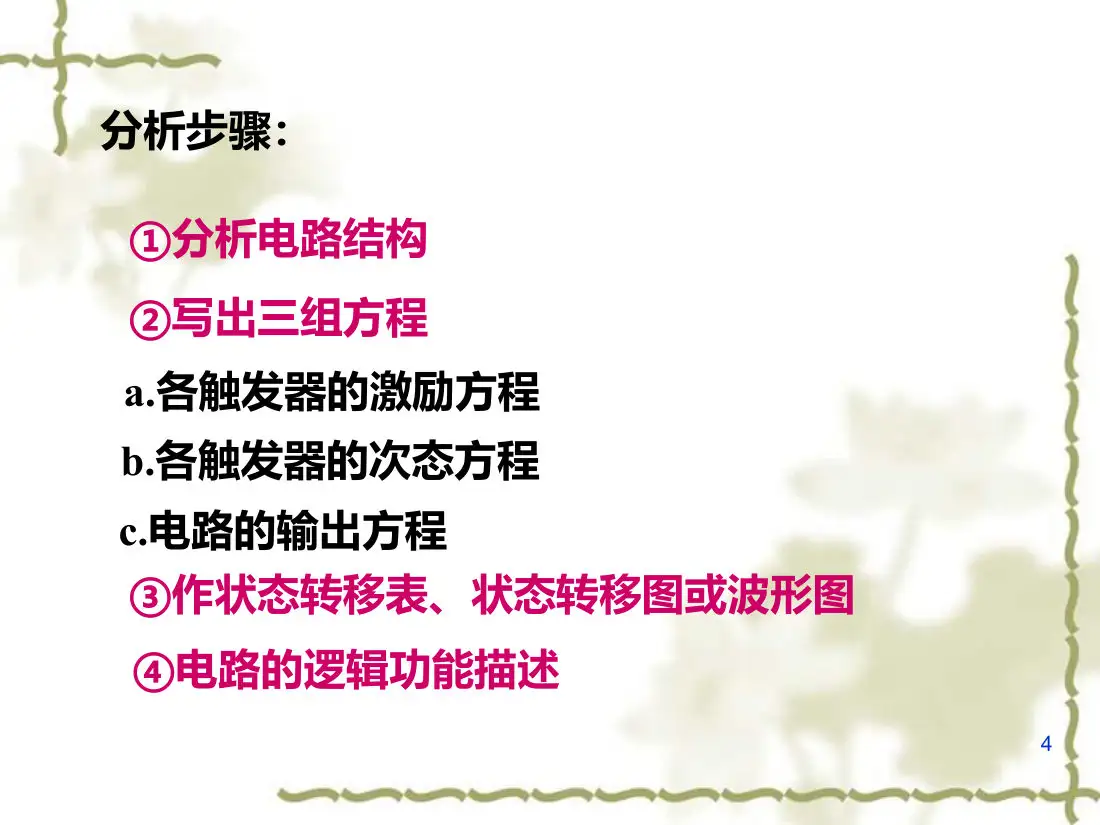 分析步骤：
①分析电路结构
②写出三组方程
a.各触发器的激励方程
b.各触发器的次态方程
c.电路的输出方程
③作状态转移表、状态转移图或波形图
④电路的逻辑功能描述
4